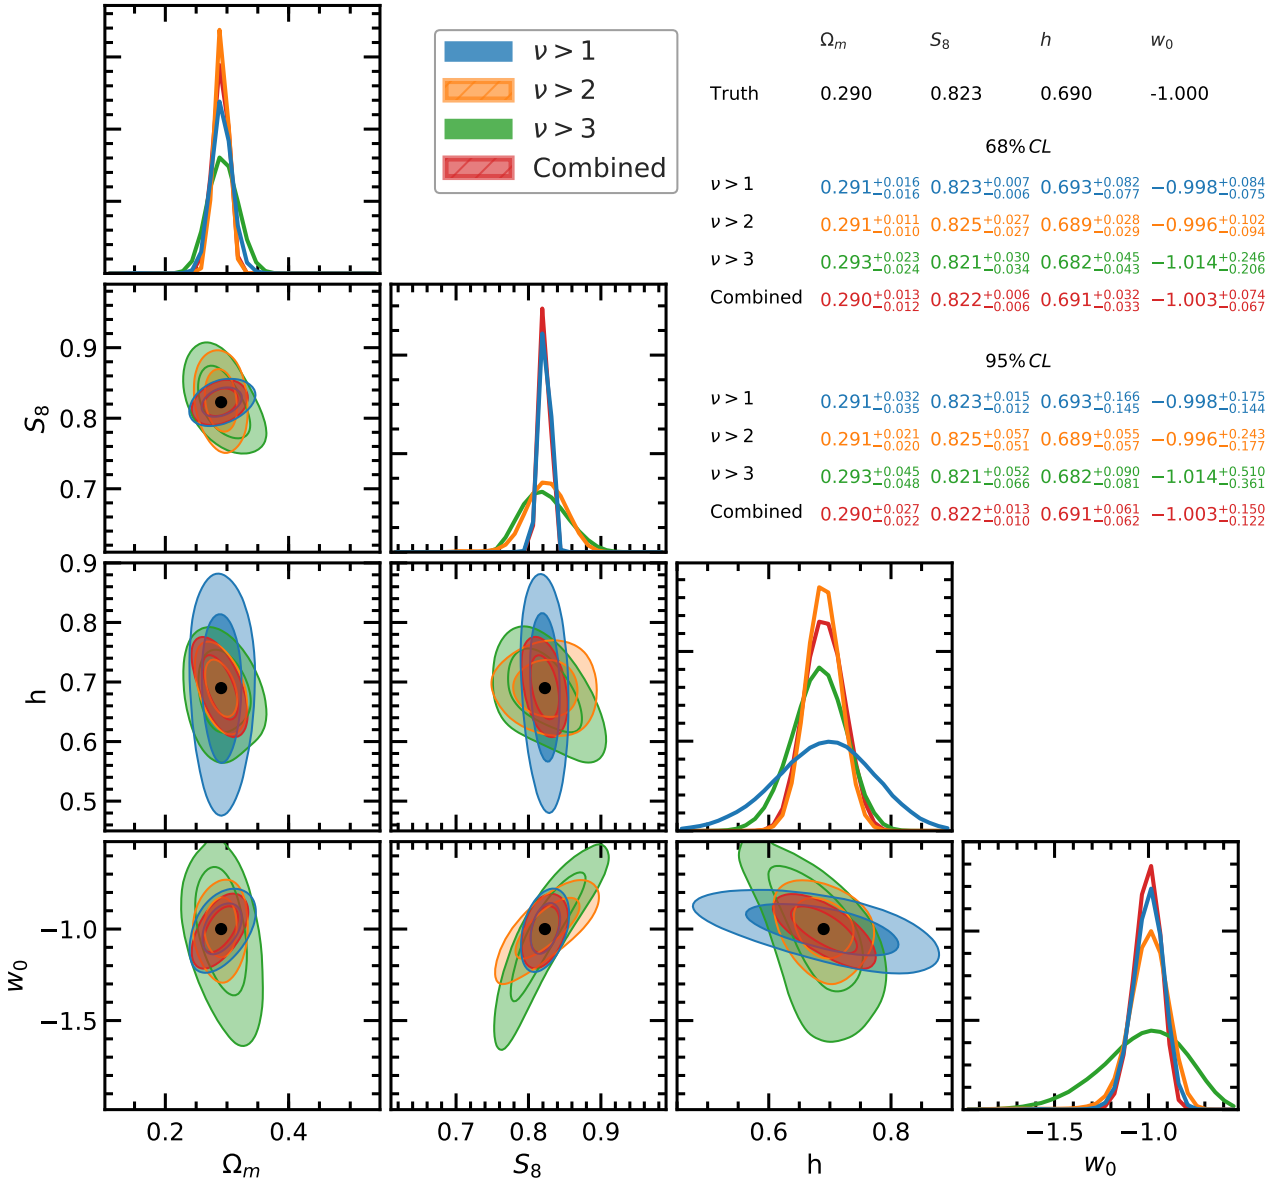 Ωm S8 h w0
Truth 0.290 0.823 0.690 -1.000
68% CL
ν > 1 0.291+0.016−0.016 0.823+0.007−0.006 0.693+0.082−0.077 −0.998+0.084−0.075
ν > 2 0.291+0.011−0.010 0.825+0.027−0.027 0.689+0.028−0.029 −0.996+0.102−0.094
ν > 3 0.293+0.023−0.024 0.821+0.030−0.034 0.682+0.045−0.043 −1.014+0.246−0.206
Combined 0.290+0.013−0.012 0.822+0.006−0.006 0.691+0.032−0.033 −1.003+0.074−0.067
95% CL
ν > 1 0.291+0.032−0.035 0.823+0.015−0.012 0.693+0.166−0.145 −0.998+0.175−0.144
ν > 2 0.291+0.021−0.020 0.825+0.057−0.051 0.689+0.055−0.057 −0.996+0.243−0.177
ν > 3 0.293+0.045−0.048 0.821+0.052−0.066 0.682+0.090−0.081 −1.014+0.510−0.361
Combined 0.290+0.027−0.022 0.822+0.013−0.010 0.691+0.061−0.062 −1.003+0.150−0.122
ν > 1
ν > 2
ν > 3
Combined
0.9
0.8
0.7
S8
0.9
0.8
0.7
0.6
0.5
h
−1.0
−1.5
w0
0.2 0.4
0.7 0.8 0.9
0.6 0.8
−1.5 −1.0
Ωm
S8
h
w0